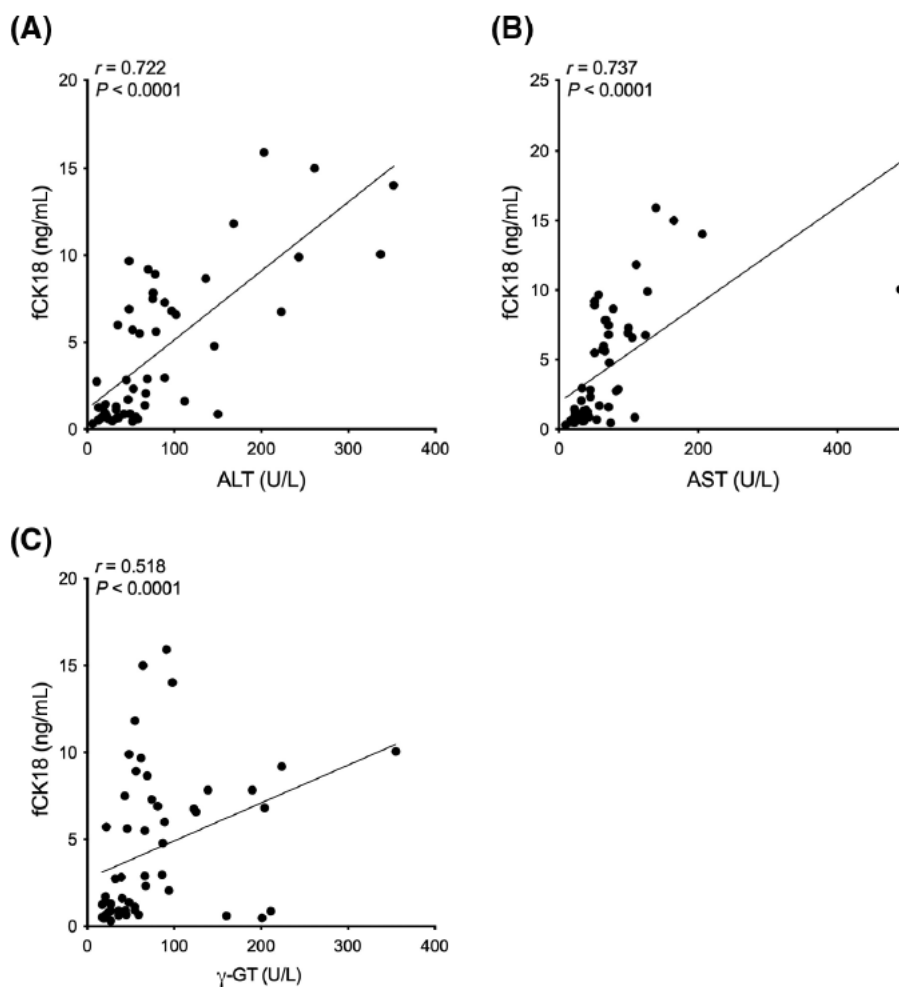 (A)
r = 0.722
P < 0.0001
20
15
10
5
0
fCK18 (ng/mL)
0 100 200 300 400
ALT (U/L)
(B)
r = 0.737
P < 0.0001
25
20
15
10
5
0
fCK18 (ng/mL)
0 200 400
AST (U/L)
(C)
r = 0.518
P < 0.0001
20
15
10
5
0
fCK18 (ng/mL)
0 100 200 300 400
γ-GT (U/L)